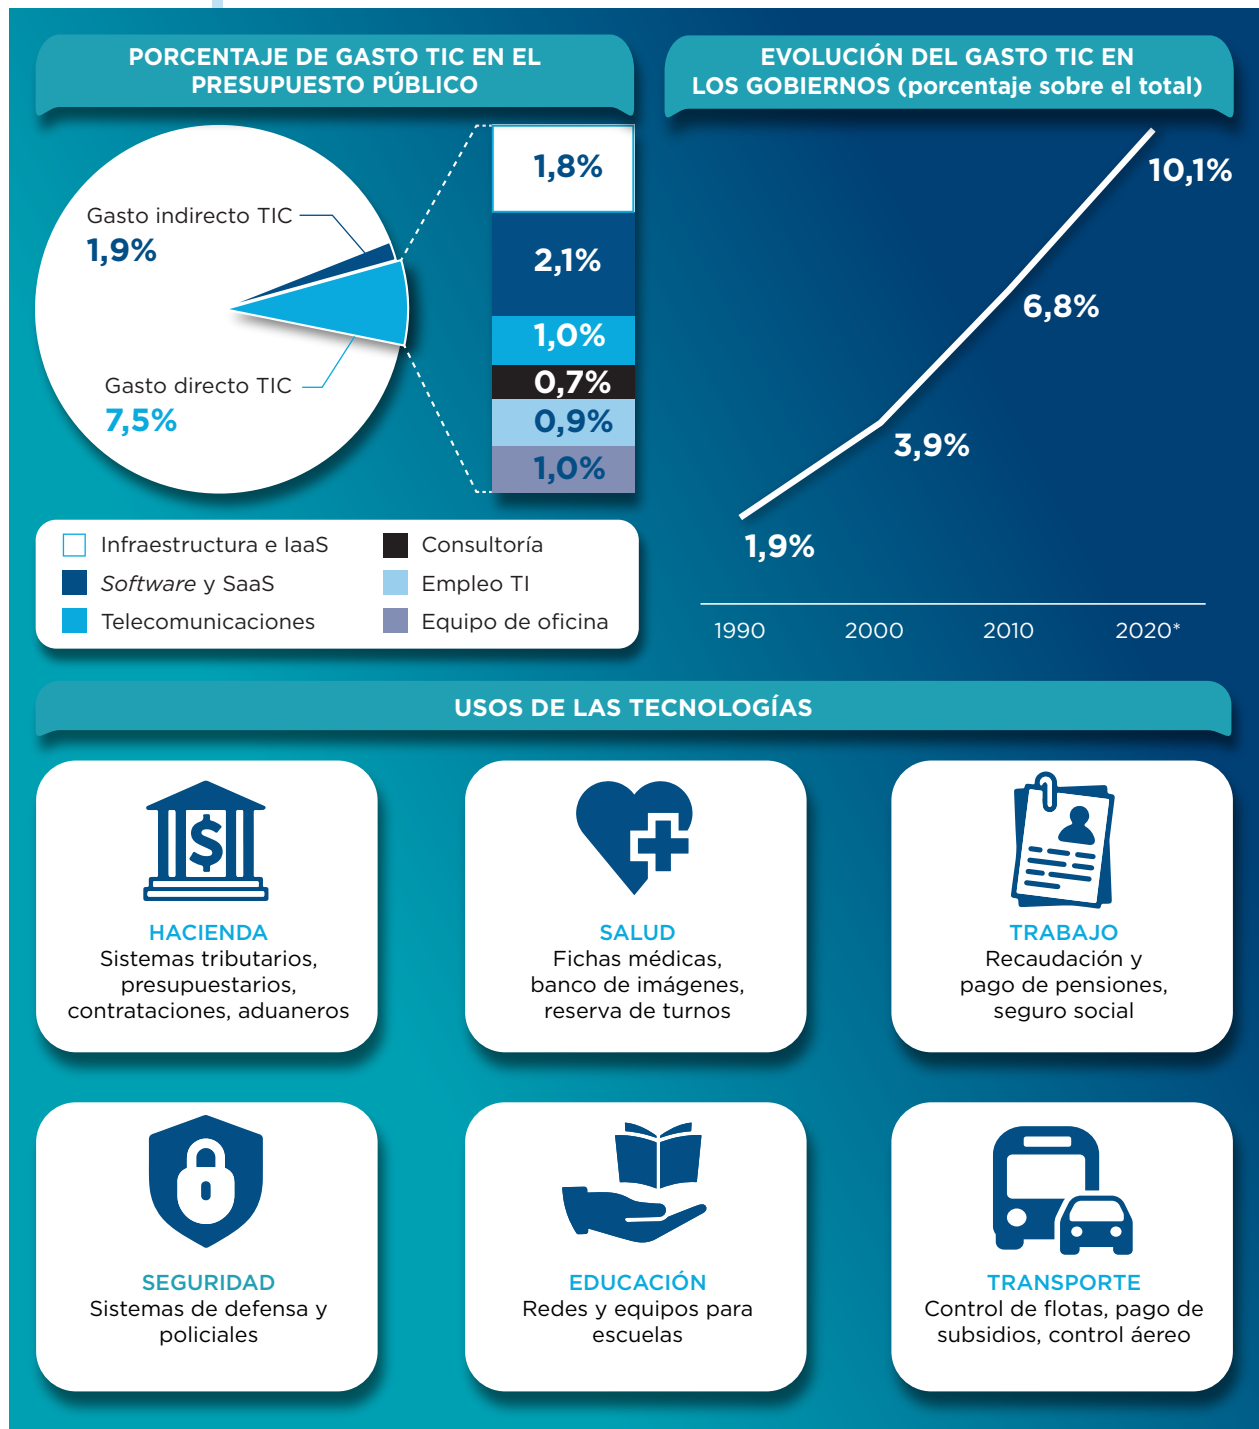 PORCENTAJE DE GASTO TIC EN EL
PRESUPUESTO PÚBLICO
Gasto indirecto TIC
1,9%
Gasto directo TIC
7,5%
1,8%
2,1%
1,0%
0,7%
0,9%
1,0%
Infraestructura e IaaS
Software y SaaS
Telecomunicaciones
Consultoría
Empleo TI
Equipo de oficina
EVOLUCIÓN DEL GASTO TIC EN
LOS GOBIERNOS (porcentaje sobre el total)
10,1%
6,8%
3,9%
1,9%
1990 2000 2010 2020*
USOS DE LAS TECNOLOGÍAS
$
HACIENDA
Sistemas tributarios,
presupuestarios,
contrataciones, aduaneros
SALUD
Fichas médicas,
banco de imágenes,
reserva de turnos
TRABAJO
Recaudación y
pago de pensiones,
seguro social
SEGURIDAD
Sistemas de defensa y
policiales
EDUCACIÓN
Redes y equipos para
escuelas
TRANSPORTE
Control de flotas, pago de
subsidios, control áereo